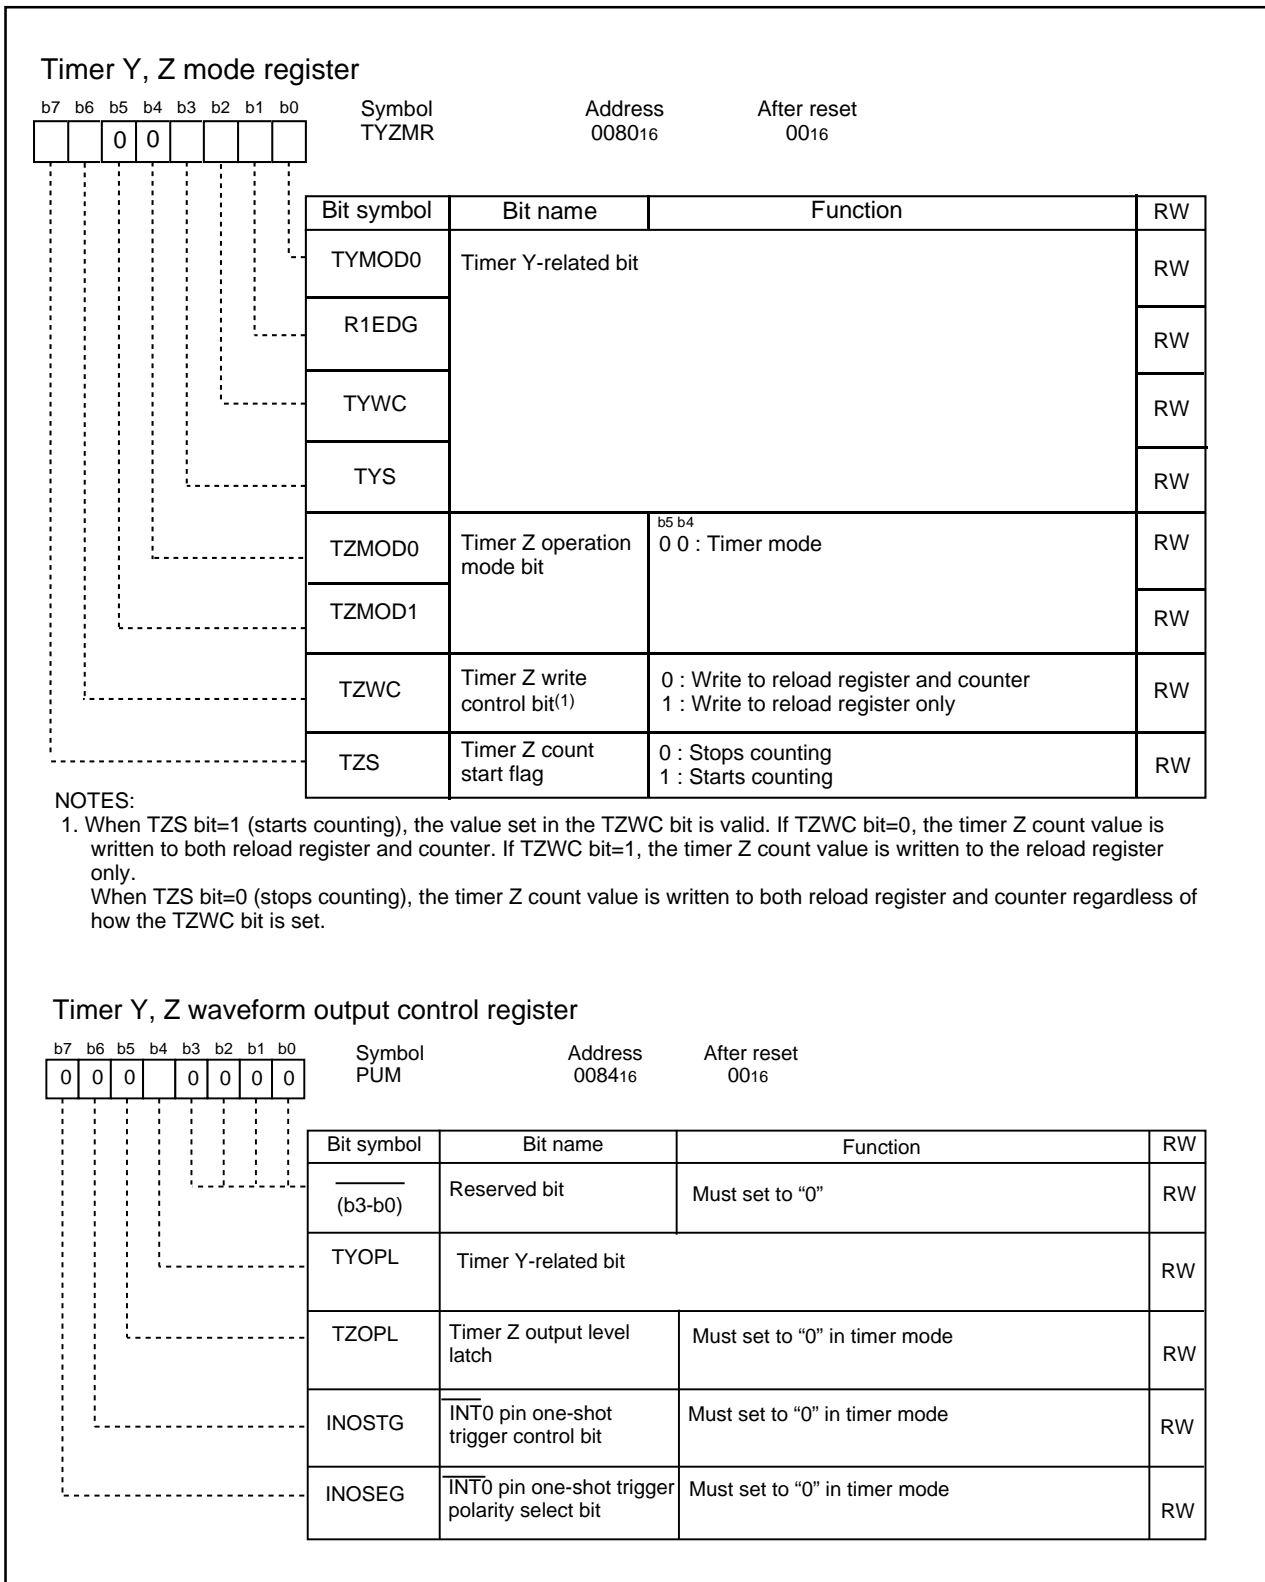 Timer Y, Z mode register
b7 b6 b5 b4 b3 b2 b1 b0
Symbol Address After reset
TYZMR 008016 0016
0 0
Bit symbol Bit name Function RW
TYMOD0 Timer Y-related bit RW
R1EDG RW
TYWC RW
TYS RW
b5 b4
TZMOD0 Timer Z operation 0 0 : Timer mode RW
mode bit
TZMOD1 RW
Timer Z write 0 : Write to reload register and counter
TZWC control bit(1) 1 : Write to reload register only RW
Timer Z count 0 : Stops counting
TZS start flag 1 : Starts counting RW
NOTES:
1. When TZS bit=1 (starts counting), the value set in the TZWC bit is valid. If TZWC bit=0, the timer Z count value is
written to both reload register and counter. If TZWC bit=1, the timer Z count value is written to the reload register
only.
When TZS bit=0 (stops counting), the timer Z count value is written to both reload register and counter regardless of
how the TZWC bit is set.
Timer Y, Z waveform output control register
b7 b6 b5 b4 b3 b2 b1 b0
Symbol Address After reset
PUM 008416 0016
0 0 0 0 0 0 0
Bit symbol Bit name Function RW
(b3-b0) Reserved bit Must set to “0” RW
TYOPL Timer Y-related bit RW
TZOPL Timer Z output level Must set to “0” in timer mode RW
latch
INOSTG INT0 pin one-shot Must set to “0” in timer mode RW
trigger control bit
INOSEG INT0 pin one-shot trigger Must set to “0” in timer mode RW
polarity select bit